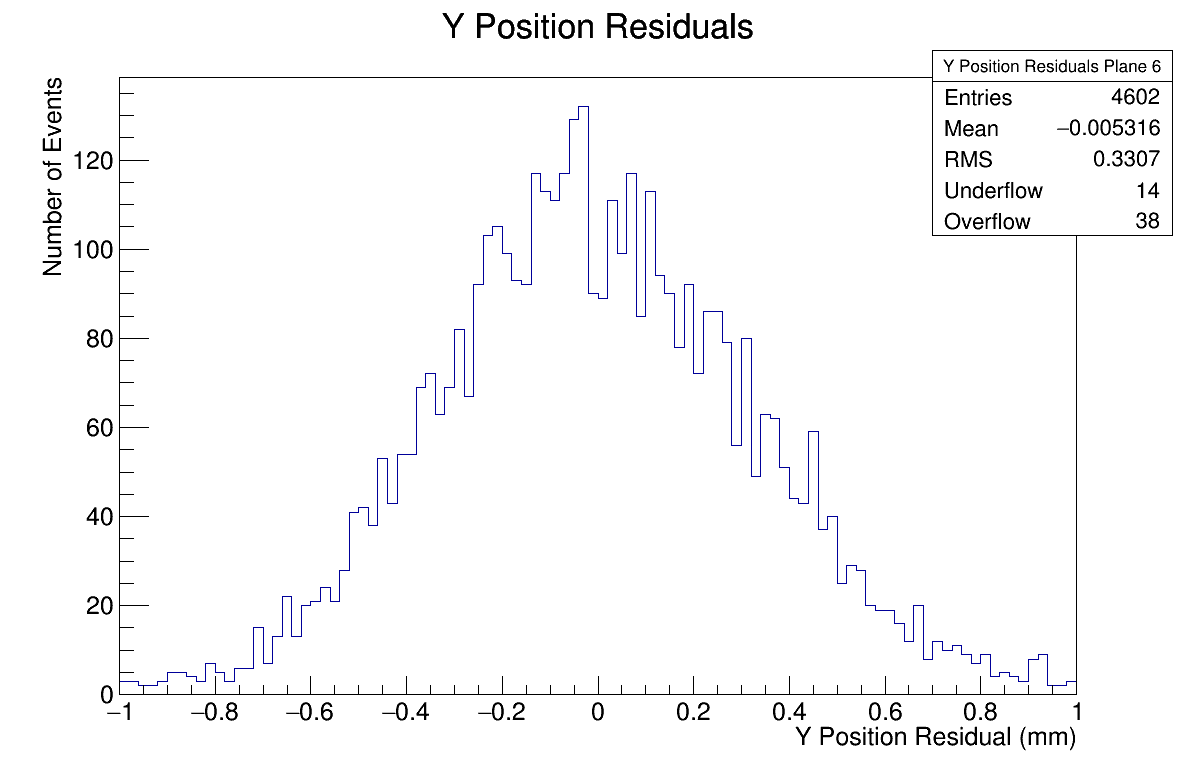 Y Position Residuals
Y Position Residuals Plane 6
Entries 4602
Mean −0.005316
RMS 0.3307
Underflow 14
Overflow 38
Number of Events
120
100
80
60
40
20
0
−1 −0.8 −0.6 −0.4 −0.2 0 0.2 0.4 0.6 0.8 1
Y Position Residual (mm)